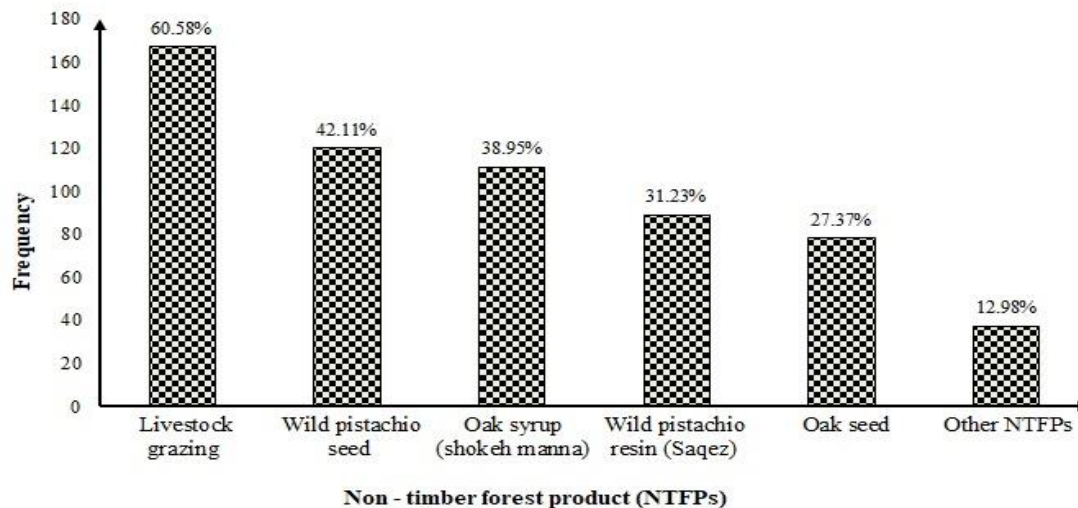 180
160
140
120
100
80
60
40
20
0
Frequency
60.58%
42.11%
38.95%
31.23%
27.37%
12.98%
Livestock
grazing
Wild pistachio
seed
Oak syrup
(shokeh manna)
Wild pistachio
resin (Saqez)
Oak seed
Other NTFPs
Non - timber forest product (NTFPs)